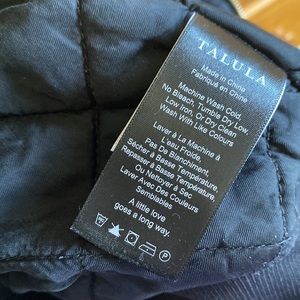 TALULA
Made in China
Fabriqué en Chine
Machine Wash Cold,
No Bleach, Tumble Dry Low,
Low Iron, Or Dry Clean
Wash With Like Colours
Laver à La Machine à
L'eau Froide,
Pas De Blanchiment,
Sécher à Basse Température,
Repasser à Basse Température,
Ou Nettoyer à Sec
Laver Avec Des Couleurs
Semblables
A little love
goes a long way.
P